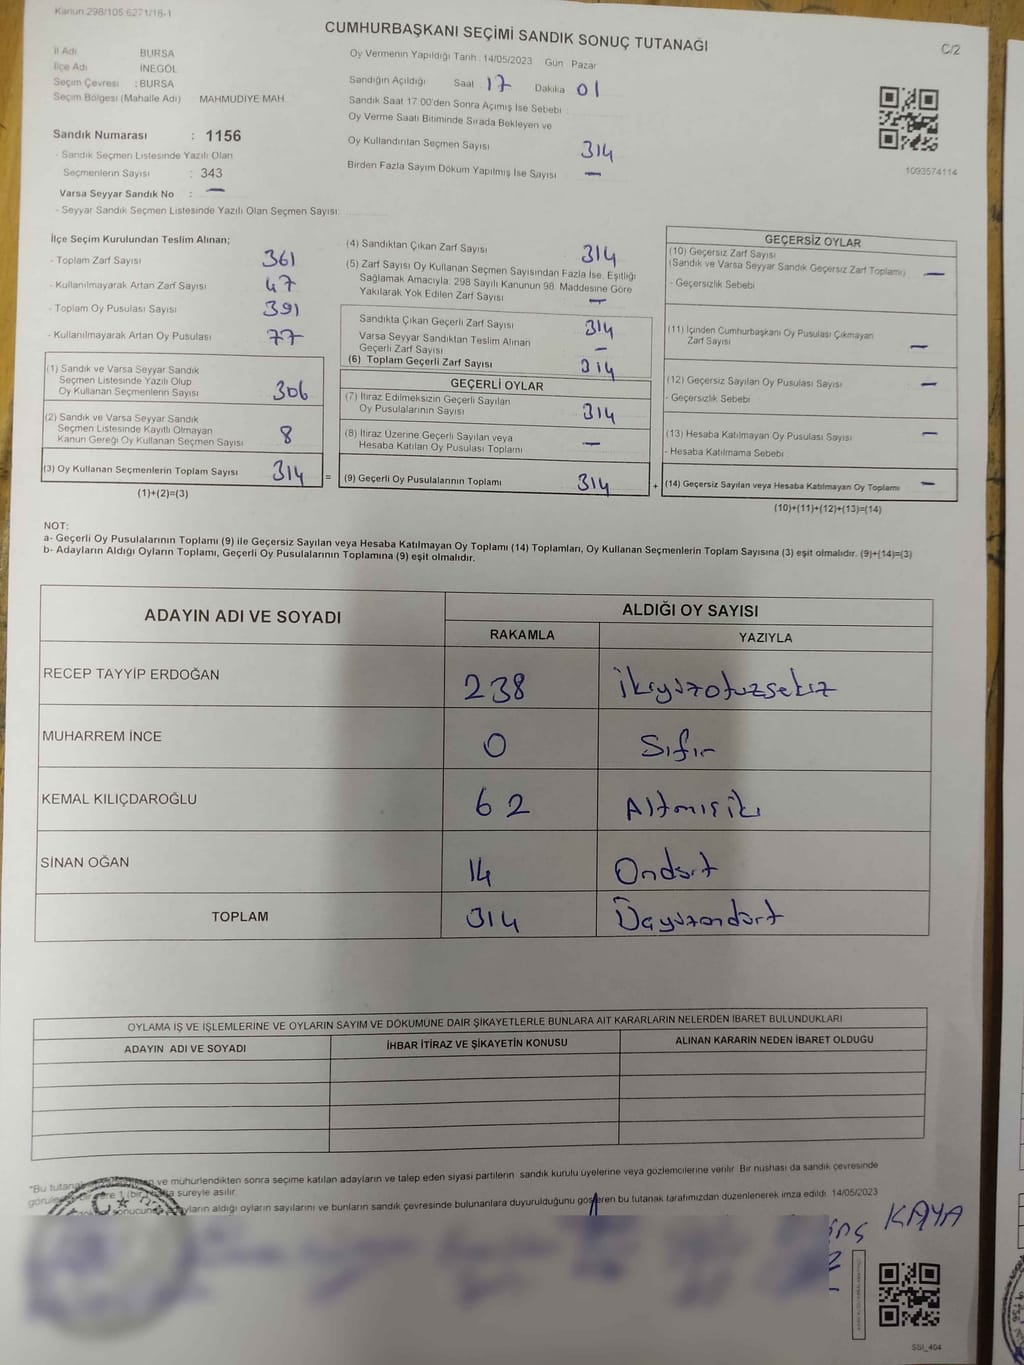 Kanun 298/105 6271/18-1
CUMHURBAŞKANI SEÇİMİ SANDIK SONUÇ TUTANAĞI
C/2
İl Adı BURSA
İlçe Adı İNEGÖL
Seçim Çevresi : BURSA
Seçim Bölgesi (Mahalle Adı) MAHMUDİYE MAH.
Sandık Numarası : 1156
- Sandık Seçmen Listesinde Yazılı Olan
Seçmenlerin Sayısı : 343
Varsa Seyyar Sandık No : —
- Seyyar Sandık Seçmen Listesinde Yazılı Olan Seçmen Sayısı:
Oy Vermenin Yapıldığı Tarih : 14/05/2023 Gün Pazar
Sandığın Açıldığı Saat 17 Dakika 01
Sandık Saat 17:00'den Sonra Açımış İse Sebebi :
Oy Verme Saati Bitiminde Sırada Bekleyen ve
Oy Kullandırılan Seçmen Sayısı 314
Birden Fazla Sayım Döküm Yapılmış İse Sayısı —
1093574114
İlçe Seçim Kurulundan Teslim Alınan;
- Toplam Zarf Sayısı 361
- Kullanılmayarak Artan Zarf Sayısı 47
- Toplam Oy Pusulası Sayısı 391
- Kullanılmayarak Artan Oy Pusulası 77
(1) Sandık ve Varsa Seyyar Sandık
Seçmen Listesinde Yazılı Olup
Oy Kullanan Seçmenlerin Sayısı 306
(2) Sandık ve Varsa Seyyar Sandık
Seçmen Listesinde Kayıtlı Olmayan
Kanun Gereği Oy Kullanan Seçmen Sayısı 8
(3) Oy Kullanan Seçmenlerin Toplam Sayısı 314 =
(1)+(2)=(3)
(4) Sandıktan Çıkan Zarf Sayısı 314
(5) Zarf Sayısı Oy Kullanan Seçmen Sayısından Fazla İse, Eşitliği
Sağlamak Amacıyla, 298 Sayılı Kanunun 98. Maddesine Göre
Yakılarak Yok Edilen Zarf Sayısı —
Sandıkta Çıkan Geçerli Zarf Sayısı 314
Varsa Seyyar Sandıktan Teslim Alınan
Geçerli Zarf Sayısı —
(6) Toplam Geçerli Zarf Sayısı 314
GEÇERLİ OYLAR
(7) İtiraz Edilmeksizin Geçerli Sayılan
Oy Pusulalarının Sayısı 314
(8) İtiraz Üzerine Geçerli Sayılan veya
Hesaba Katılan Oy Pusulası Toplamı —
(9) Geçerli Oy Pusulalarının Toplamı 314 +
GEÇERSİZ OYLAR
(10) Geçersiz Zarf Sayısı
(Sandık ve Varsa Seyyar Sandık Geçersiz Zarf Toplamı) —
- Geçersizlik Sebebi
(11) İçinden Cumhurbaşkanı Oy Pusulası Çıkmayan
Zarf Sayısı —
(12) Geçersiz Sayılan Oy Pusulası Sayısı —
- Geçersizlik Sebebi
(13) Hesaba Katılmayan Oy Pusulası Sayısı —
- Hesaba Katılmama Sebebi
(14) Geçersiz Sayılan veya Hesaba Katılmayan Oy Toplamı —
(10)+(11)+(12)+(13)=(14)
NOT:
a- Geçerli Oy Pusulalarının Toplamı (9) ile Geçersiz Sayılan veya Hesaba Katılmayan Oy Toplamı (14) Toplamları, Oy Kullanan Seçmenlerin Toplam Sayısına (3) eşit olmalıdır. (9)+(14)=(3)
b- Adayların Aldığı Oyların Toplamı, Geçerli Oy Pusulalarının Toplamına (9) eşit olmalıdır.
ADAYIN ADI VE SOYADI ALDIĞI OY SAYISI
RAKAMLA YAZIYLA
RECEP TAYYİP ERDOĞAN 238 İkiyüzotuzsekiz
MUHARREM İNCE 0 Sıfır
KEMAL KILIÇDAROĞLU 62 Altmışiki
SİNAN OĞAN 14 Ondört
TOPLAM 314 Üçyüzondört
OYLAMA İŞ VE İŞLEMLERİNE VE OYLARIN SAYIM VE DÖKÜMÜNE DAİR ŞİKAYETLERLE BUNLARA AİT KARARLARIN NELERDEN İBARET BULUNDUKLARI
ADAYIN ADI VE SOYADI İHBAR İTİRAZ VE ŞİKAYETİN KONUSU ALINAN KARARIN NEDEN İBARET OLDUĞU
"Bu ve mühürlendikten sonra seçime katılan adayların ve talep eden siyasi partilerin sandık kurulu üyelerine veya gözlemcilerine verilir. Bir nüshası da sandık çevresinde
süreyle asılır.
aldığı oyların sayılarını ve bunların sandık çevresinde bulunanlara duyurulduğunu gösteren bu tutanak tarafımızdan düzenlenerek imza edildi. 14/05/2023
KAYA
SSİ_404